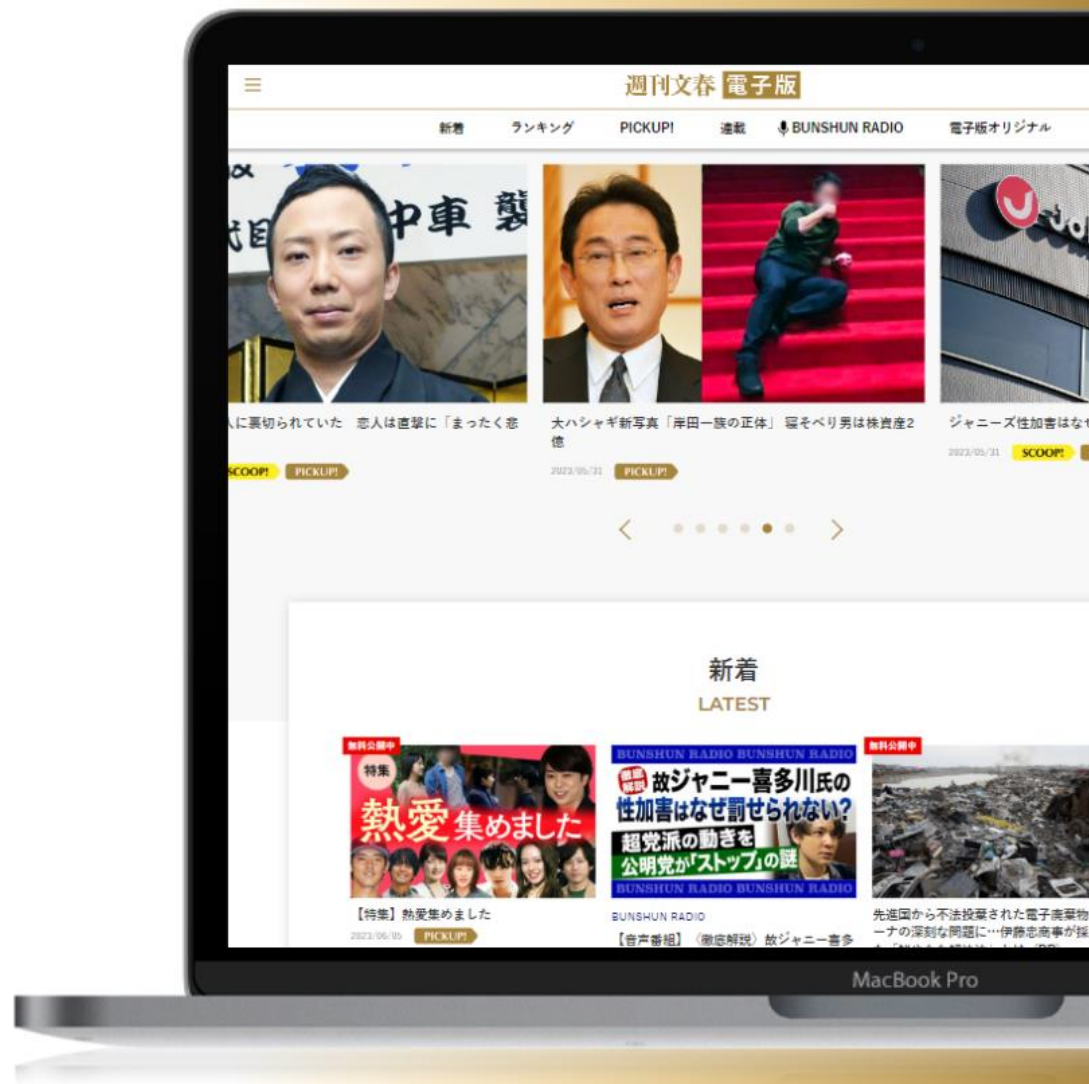 週刊文春 電子版
新着 ランキング PICKUP! 連載 BUNSHUN RADIO 電子版オリジナル
中車 襲
代目
に裏切られていた 恋人は直撃に「まったく悲
SCOOP! PICKUP!
大ハシャギ新写真「岸田一族の正体」 寝そべり男は株資産2
億
2023/05/31 PICKUP!
ジャニーズ性加害はなぜ
2023/05/31 SCOOP!
新着
LATEST
無料公開中
特集
熱愛集めました
【特集】熱愛集めました
2023/06/05 PICKUP!
BUNSHUN RADIO BUNSHUN RADIO
徹底
解説 故ジャニー喜多川氏の
性加害はなぜ罰せられない?
超党派の動きを
公明党が「ストップ」の謎
BUNSHUN RADIO BUNSHUN RADIO
BUNSHUN RADIO
【音声番組】〈徹底解説〉故ジャニー喜多
無料公開中
先進国から不法投棄された電子廃棄物
ーナの深刻な問題に…伊藤忠商事が採
MacBook Pro